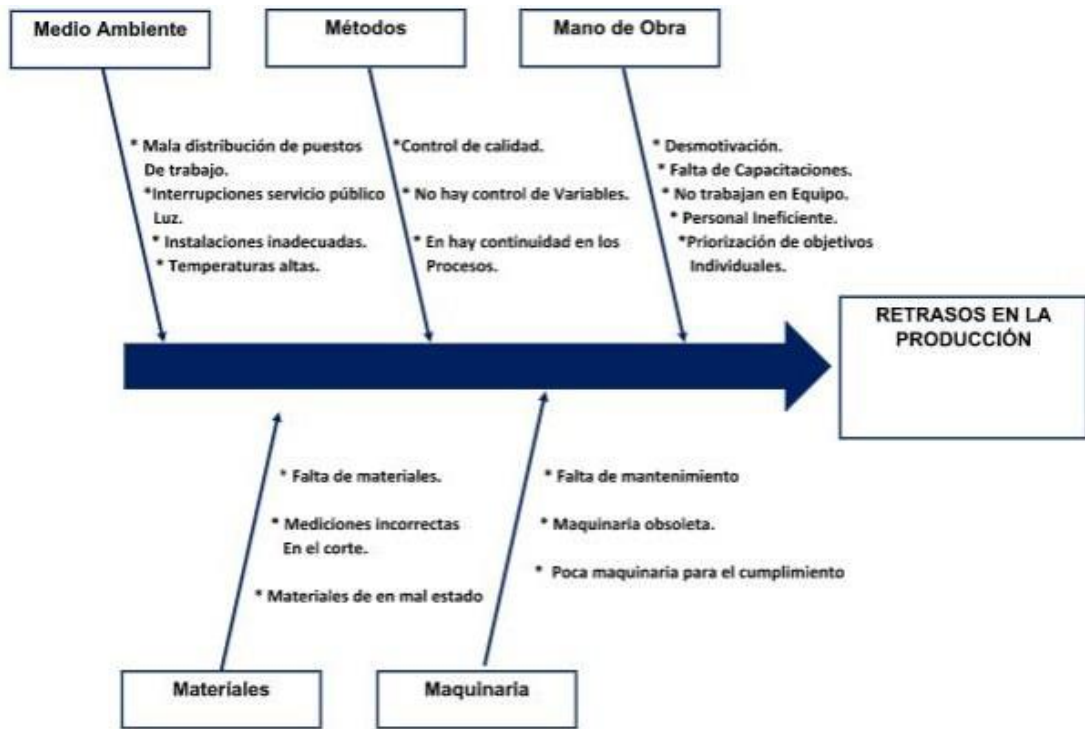 Medio Ambiente
Métodos
Mano de Obra
* Mala distribución de puestos
De trabajo.
*Interrupciones servicio público
Luz.
* Instalaciones inadecuadas.
* Temperaturas altas.
*Control de calidad.
* No hay control de Variables.
* En hay continuidad en los
Procesos.
* Desmotivación.
* Falta de Capacitaciones.
* No trabajan en Equipo.
* Personal Ineficiente.
*Priorización de objetivos
Individuales.
RETRASOS EN LA
PRODUCCIÓN
* Falta de materiales.
* Mediciones incorrectas
En el corte.
* Materiales de en mal estado
* Falta de mantenimiento
* Maquinaria obsoleta.
* Poca maquinaria para el cumplimiento
Materiales
Maquinaria